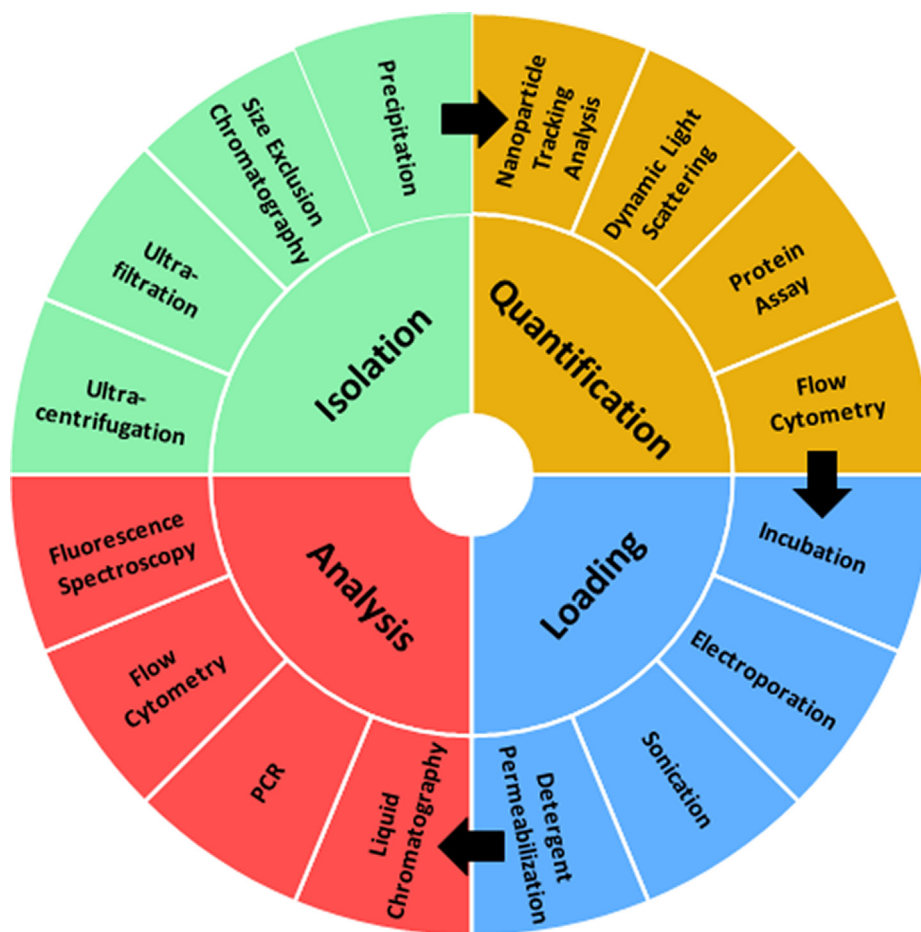 Isolation
Ultra-
centrifugation
Ultra-
filtration
Size Exclusion
Chromatography
Precipitation
Quantification
Nanoparticle
Tracking
Analysis
Dynamic Light
Scattering
Protein
Assay
Flow
Cytometry
Loading
Incubation
Electroporation
Sonication
Detergent
Permeabilization
Analysis
Liquid
Chromatography
PCR
Flow
Cytometry
Fluorescence
Spectroscopy